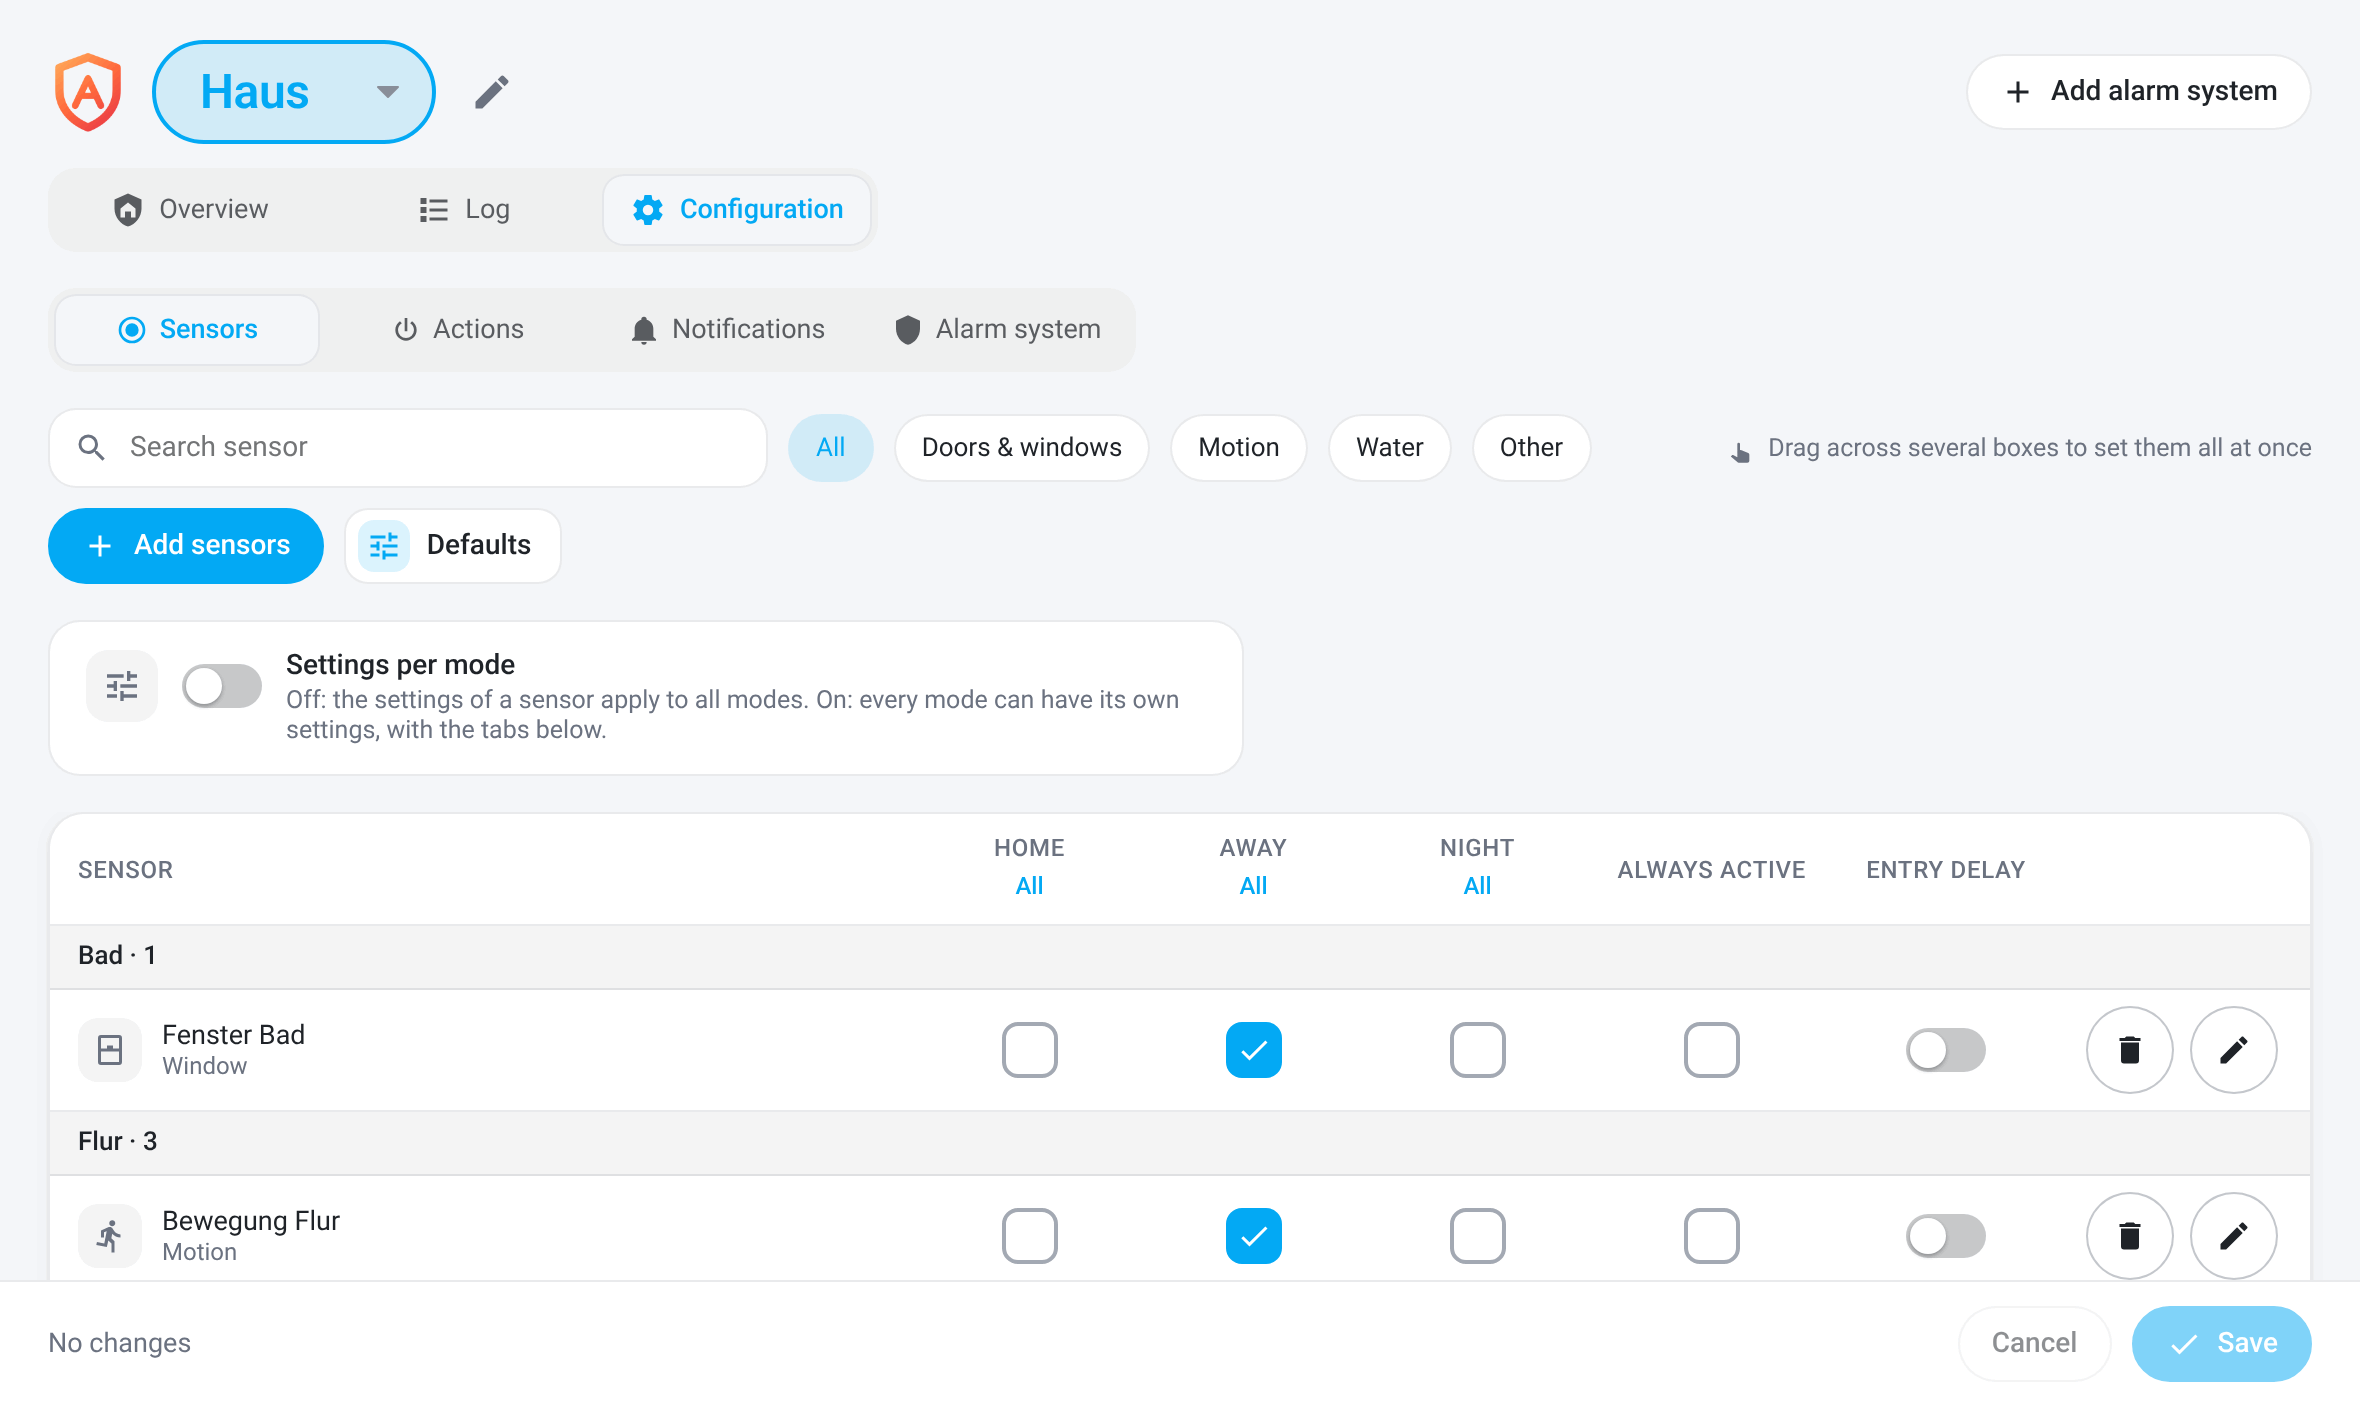 Haus
Add alarm system
Overview
Log
Configuration
Sensors
Actions
Notifications
Alarm system
Search sensor
All
Doors & windows
Motion
Water
Other
Drag across several boxes to set them all at once
Add sensors
Defaults
Settings per mode
Off: the settings of a sensor apply to all modes. On: every mode can have its own
settings, with the tabs below.
SENSOR
HOME
All
AWAY
All
NIGHT
All
ALWAYS ACTIVE
ENTRY DELAY
Bad · 1
Fenster Bad
Window
Flur · 3
Bewegung Flur
Motion
No changes
Cancel
Save